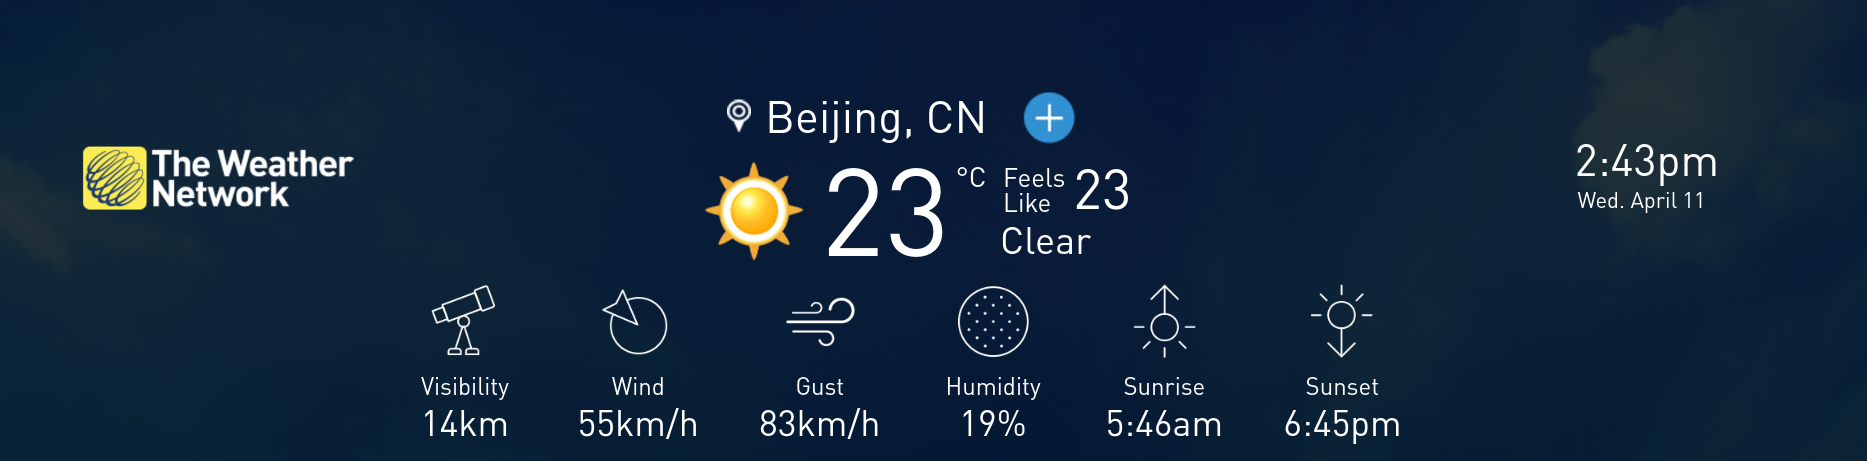 The Weather
Network
Beijing, CN
23 °C
Feels
Like 23
Clear
2:43pm
Wed. April 11
Visibility
14km
Wind
55km/h
Gust
83km/h
Humidity
19%
Sunrise
5:46am
Sunset
6:45pm